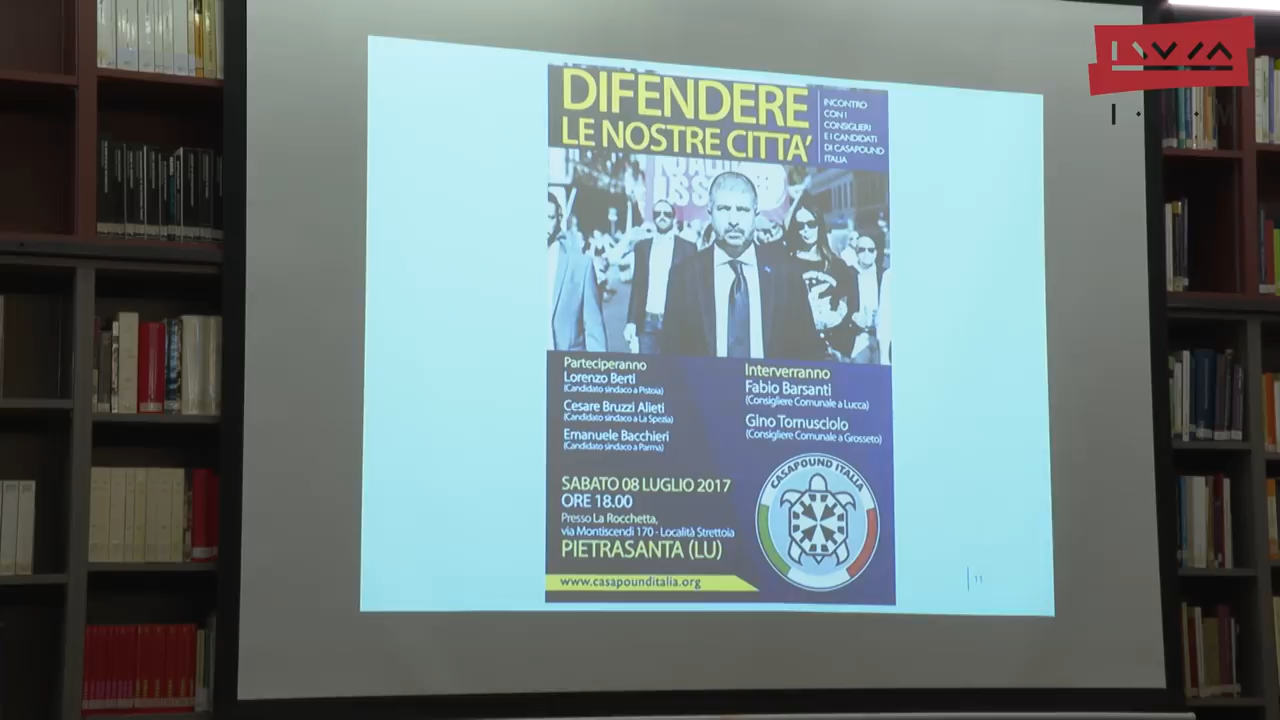 DIFENDERE
LE NOSTRE CITTA'
INCONTRO
CON I
CONSIGLIERI
E I CANDIDATI
DI CASAPOUND
ITALIA
Parteciperanno
Lorenzo Berti
(Candidato sindaco a Pistoia)
Cesare Bruzzi Alieti
(Candidato sindaco a La Spezia)
Emanuele Bacchieri
(Candidato sindaco a Parma)
Interverranno
Fabio Barsanti
(Consigliere Comunale a Lucca)
Gino Tornusciolo
(Consigliere Comunale a Grosseto)
SABATO 08 LUGLIO 2017
ORE 18.00
Presso La Rocchetta,
via Montiscendi 170 - Località Strettoia
PIETRASANTA (LU)
www.casapounditalia.org
CASAPOUND ITALIA
11